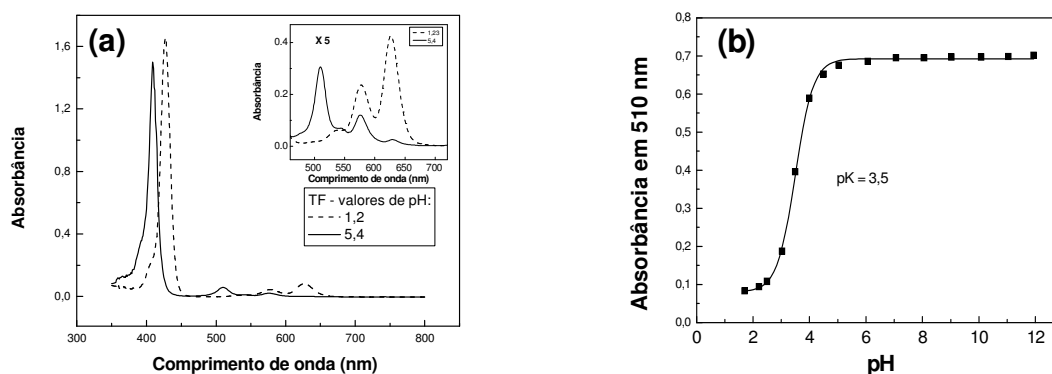 (a)
1,6
1,2
0,8
0,4
0,0
Absorbância
300 400 500 600 700 800
Comprimento de onda (nm)
X 5
1,23
5,4
0.4
0.2
0.0
Absorbância
500 550 600 650 700
Comprimento de onda (nm)
TF - valores de pH:
1,2
5,4
(b)
0,8
0,7
0,6
0,5
0,4
0,3
0,2
0,1
0,0
Absorbância em 510 nm
pK = 3,5
0 2 4 6 8 10 12
pH